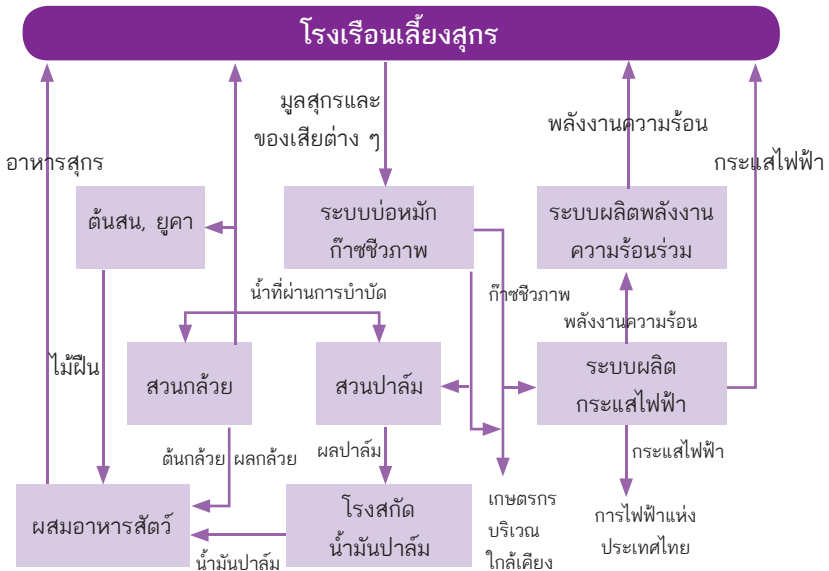 โรงเรือนเลี้ยงสุกร
มูลสุกรและ
ของเสียต่าง ๆ
พลังงานความร้อน
อาหารสุกร
กระแสไฟฟ้า
ต้นสน, ยูคา
ระบบบ่อหมัก
ก๊าซชีวภาพ
ระบบผลิตพลังงาน
ความร้อนร่วม
น้ำที่ผ่านการบำบัด
ก๊าซชีวภาพ
พลังงานความร้อน
ไม้ฝืน
สวนกล้วย
สวนปาล์ม
ระบบผลิต
กระแสไฟฟ้า
ต้นกล้วย ผลกล้วย
ผลปาล์ม
กระแสไฟฟ้า
ผสมอาหารสัตว์
โรงสกัด
น้ำมันปาล์ม
เกษตรกร
บริเวณ
ใกล้เคียง
การไฟฟ้าแห่ง
ประเทศไทย
น้ำมันปาล์ม